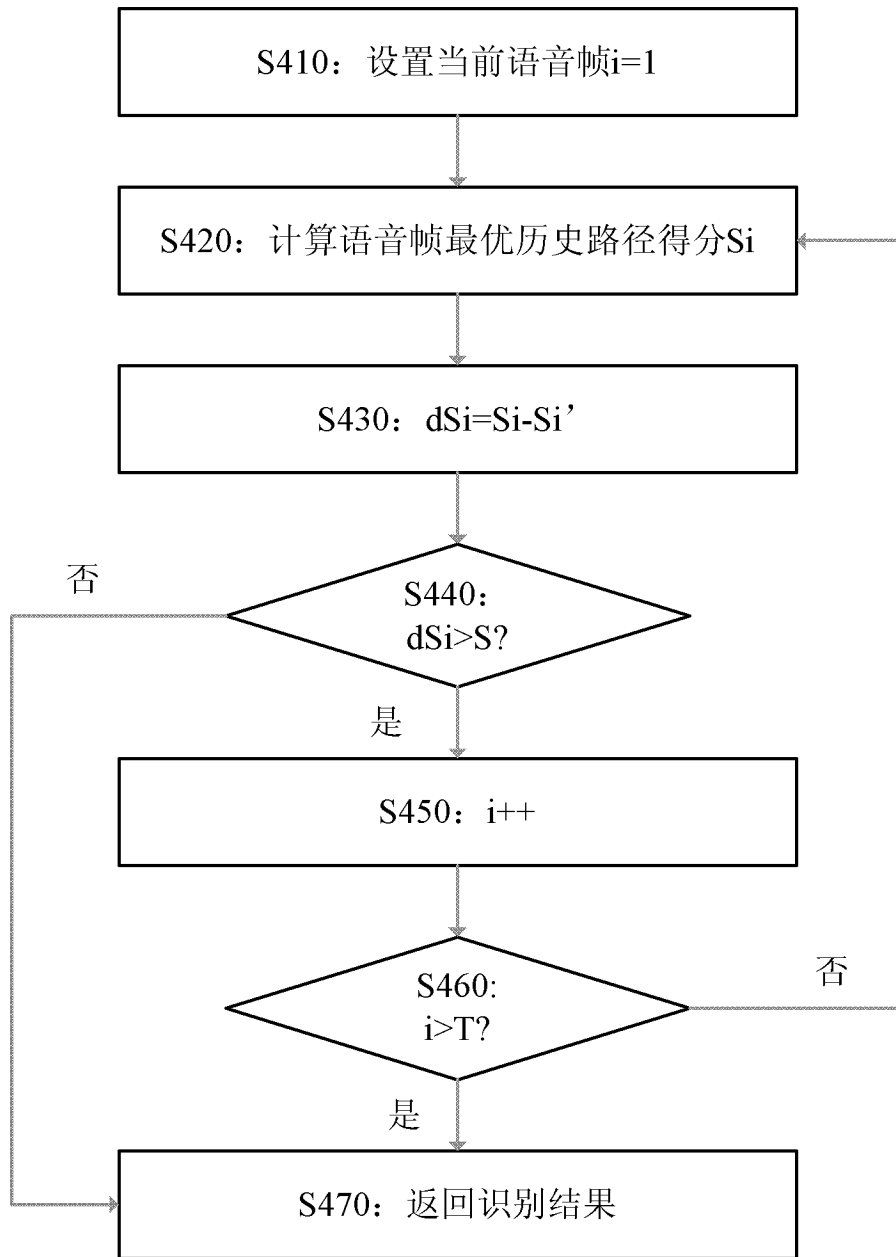 S410：设置当前语音帧i=1
S420：计算语音帧最优历史路径得分Si
S430：dSi=Si-Si’
否
S440：
dSi>S?
是
S450：i++
否
S460:
i>T?
是
S470：返回识别结果